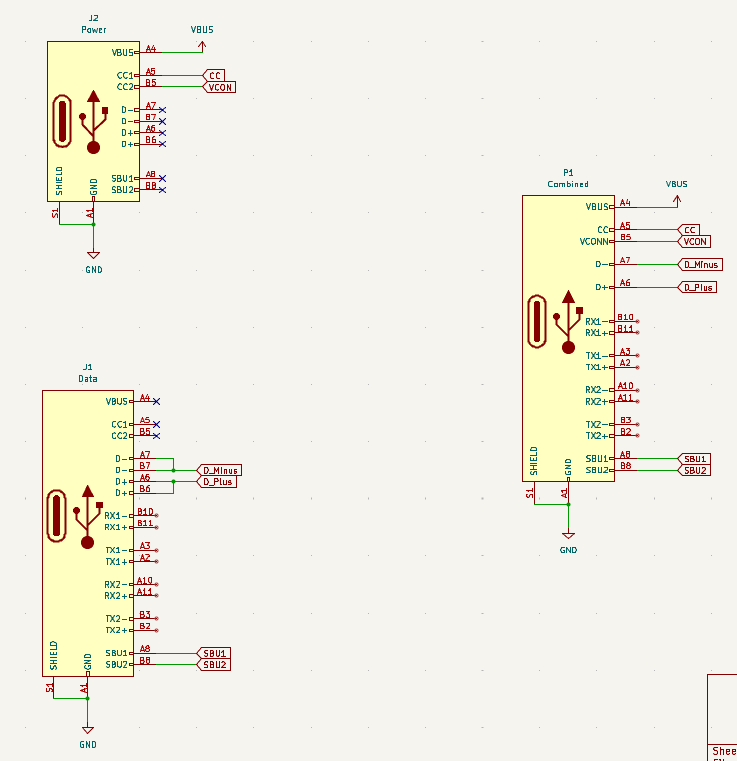 J2
Power
VBUS
VBUS A4
CC1 A5 CC
CC2 B5 VCON
D- A7
D- B7
D+ A6
D+ B6
SBU1 A8
SBU2 B8
SHIELD
GND
S1
A1
GND
P1
Combined
VBUS
VBUS A4
CC A5 CC
VCONN B5 VCON
D- A7 D_Minus
D+ A6 D_Plus
RX1- B10
RX1+ B11
TX1- A3
TX1+ A2
RX2- A10
RX2+ A11
TX2- B3
TX2+ B2
SBU1 A8 SBU1
SBU2 B8 SBU2
SHIELD
GND
S1
A1
GND
J1
Data
VBUS A4
CC1 A5
CC2 B5
D- A7
D- B7 D_Minus
D+ A6 D_Plus
D+ B6
RX1- B10
RX1+ B11
TX1- A3
TX1+ A2
RX2- A10
RX2+ A11
TX2- B3
TX2+ B2
SBU1 A8 SBU1
SBU2 B8 SBU2
SHIELD
GND
S1
A1
GND
Shee